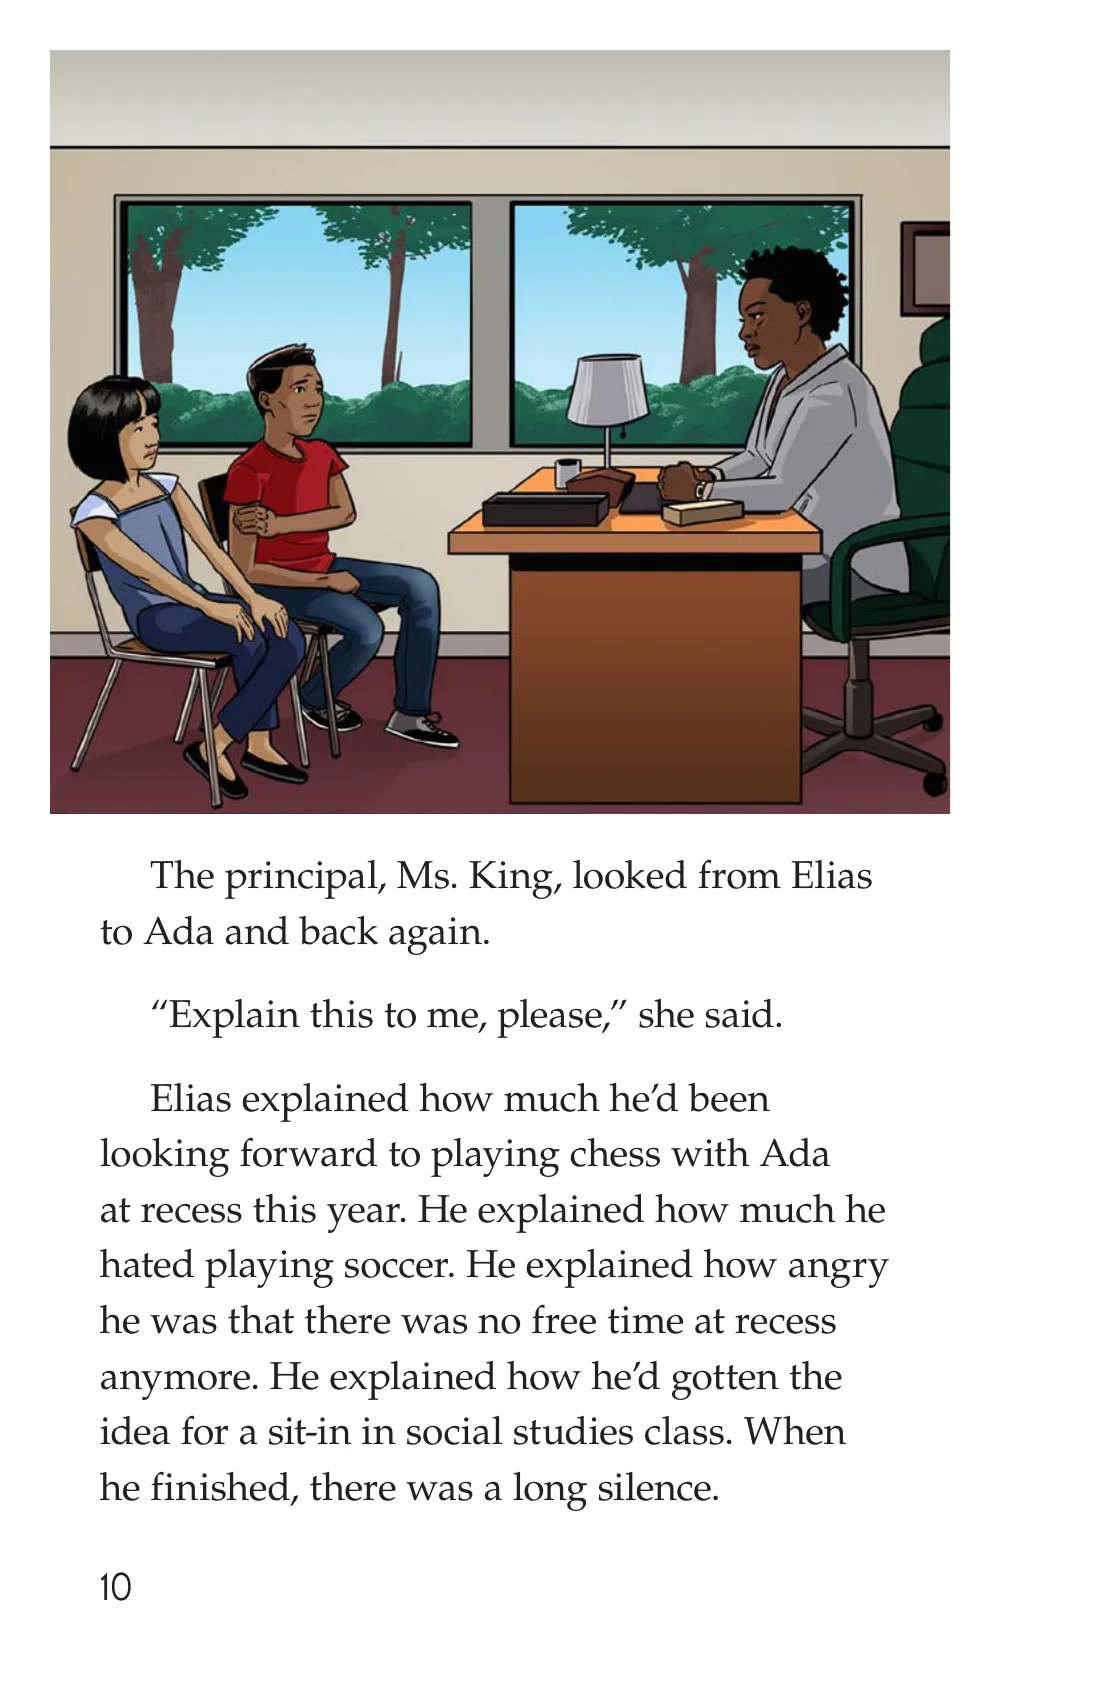 The principal, Ms. King, looked from Elias
to Ada and back again.
“Explain this to me, please,” she said.
Elias explained how much he’d been
looking forward to playing chess with Ada
at recess this year. He explained how much he
hated playing soccer. He explained how angry
he was that there was no free time at recess
anymore. He explained how he’d gotten the
idea for a sit-in in social studies class. When
he finished, there was a long silence.
10